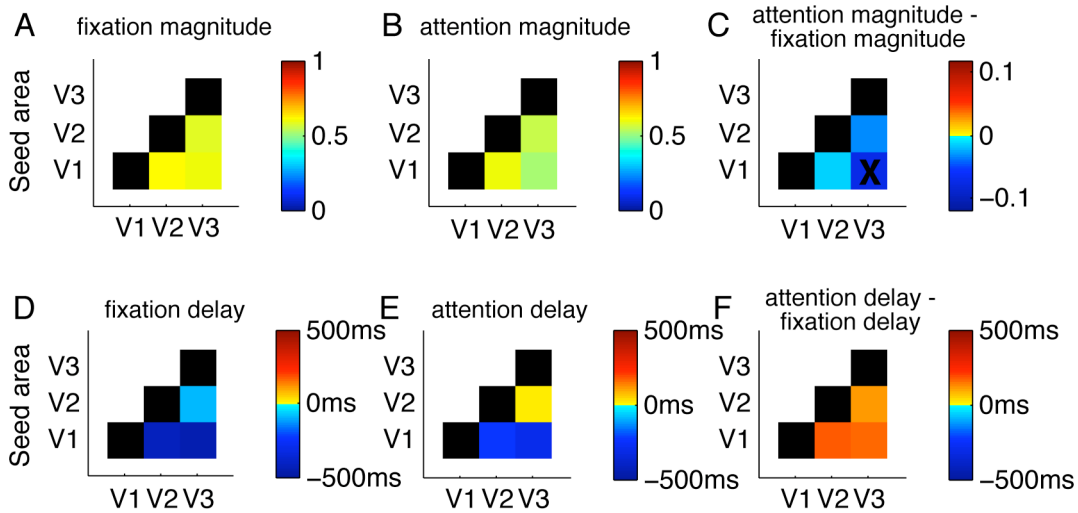 A
fixation magnitude
1
0.5
0
Seed area
V3
V2
V1
V1 V2 V3
B
attention magnitude
1
0.5
0
V3
V2
V1
V1 V2 V3
C
attention magnitude -
fixation magnitude
0.1
0
−0.1
V3
V2
V1
X
V1 V2 V3
D
fixation delay
500ms
0ms
−500ms
Seed area
V3
V2
V1
V1 V2 V3
E
attention delay
500ms
0ms
−500ms
V3
V2
V1
V1 V2 V3
F
attention delay -
fixation delay
500ms
0ms
−500ms
V3
V2
V1
V1 V2 V3